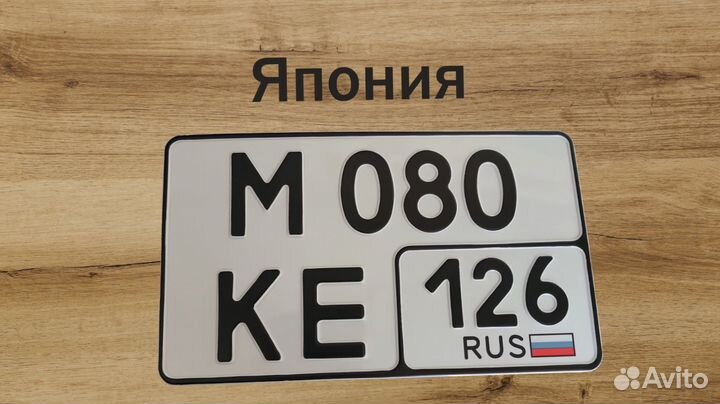 Япония
М 080
КЕ 126
RUS
Avito